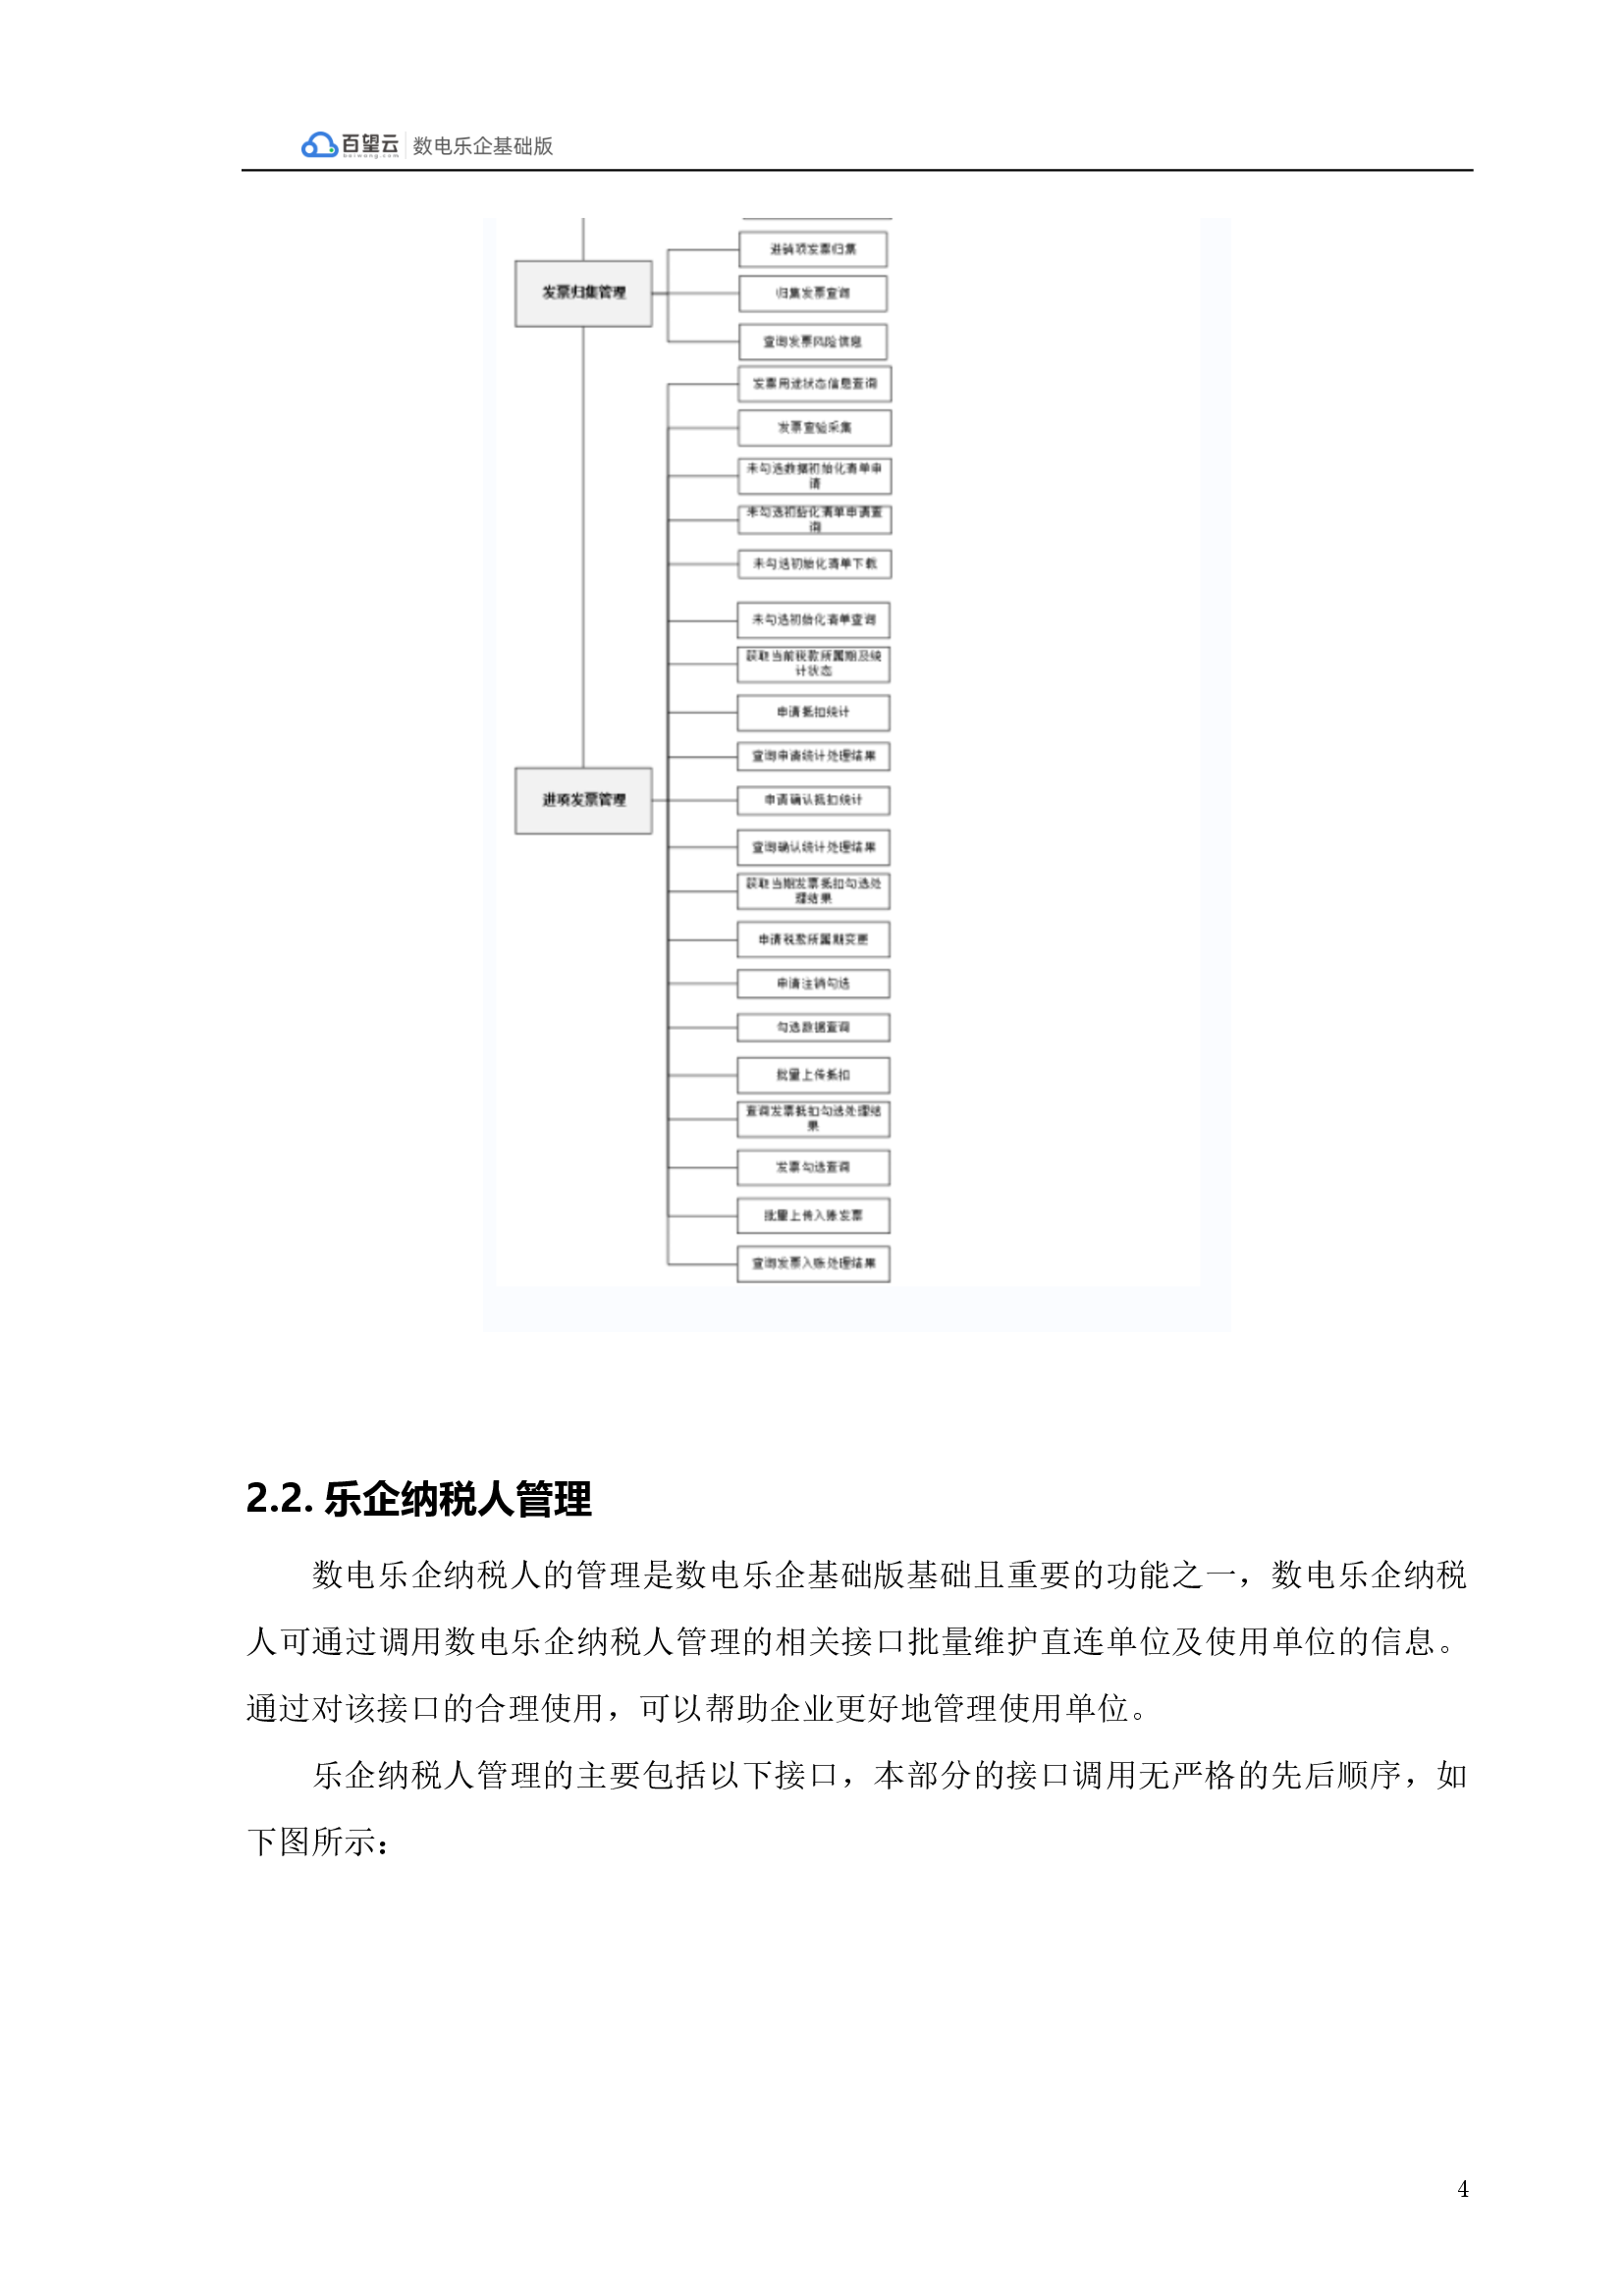 百望云
baiwang.com
数电乐企基础版
进销项发票归集
发票归集管理
归集发票查询
查询发票风险信息
发票用途状态信息查询
发票查验采集
未勾选数据初始化清单申
请
未勾选初始化清单申请查
询
未勾选初始化清单下载
未勾选初始化清单查询
获取当前税款所属期及统
计状态
申请抵扣统计
查询申请统计处理结果
进项发票管理
申请确认抵扣统计
查询确认统计处理结果
获取当期发票抵扣勾选处
理结果
申请税款所属期变更
申请注销勾选
勾选数据查询
批量上传抵扣
查询发票抵扣勾选处理结
果
发票勾选查询
批量上传入账发票
查询发票入账处理结果
2.2. 乐企纳税人管理
数电乐企纳税人的管理是数电乐企基础版基础且重要的功能之一，数电乐企纳税
人可通过调用数电乐企纳税人管理的相关接口批量维护直连单位及使用单位的信息。
通过对该接口的合理使用，可以帮助企业更好地管理使用单位。
乐企纳税人管理的主要包括以下接口，本部分的接口调用无严格的先后顺序，如
下图所示：
4